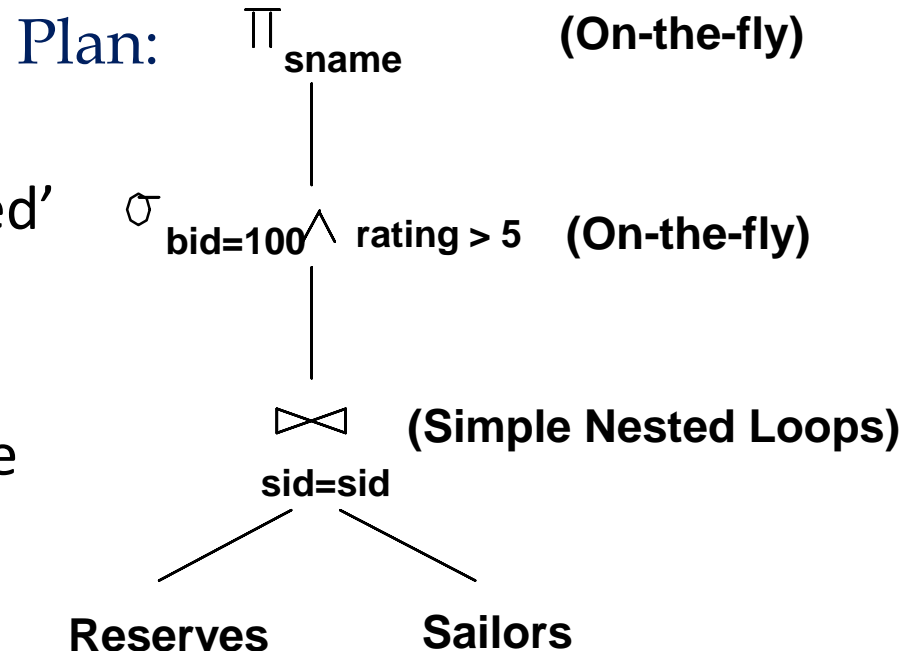 Plan: π sname (On-the-fly)
ed’ σ bid=100 ∧ rating > 5 (On-the-fly)
⋈ (Simple Nested Loops)
e
sid=sid
Reserves Sailors